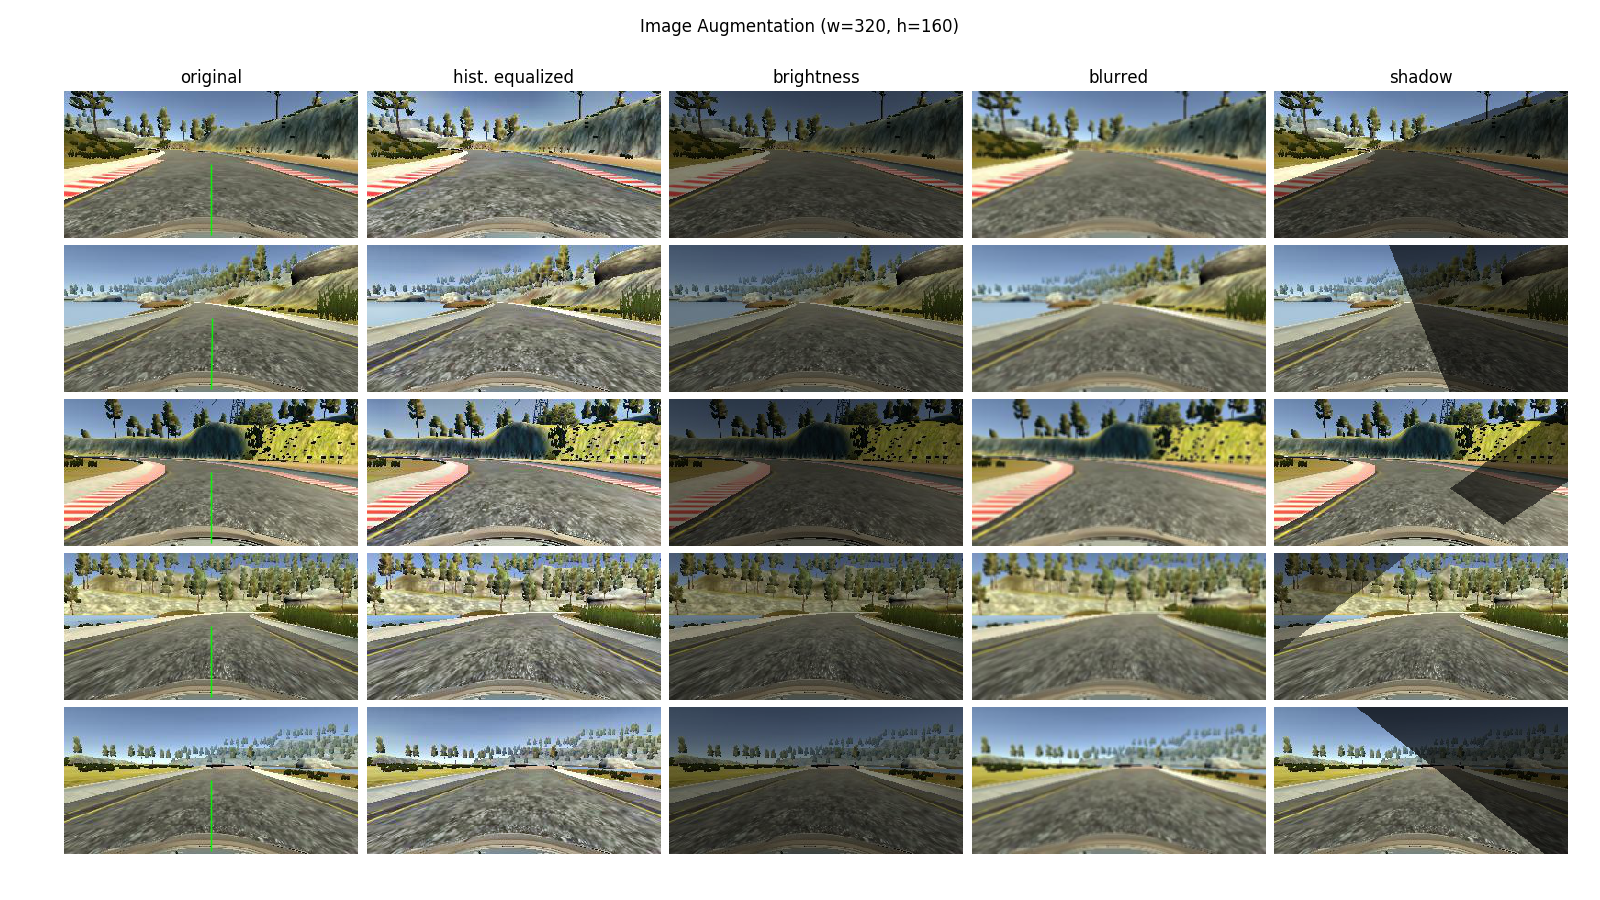 Image Augmentation (w=320, h=160)
original
hist. equalized
brightness
blurred
shadow